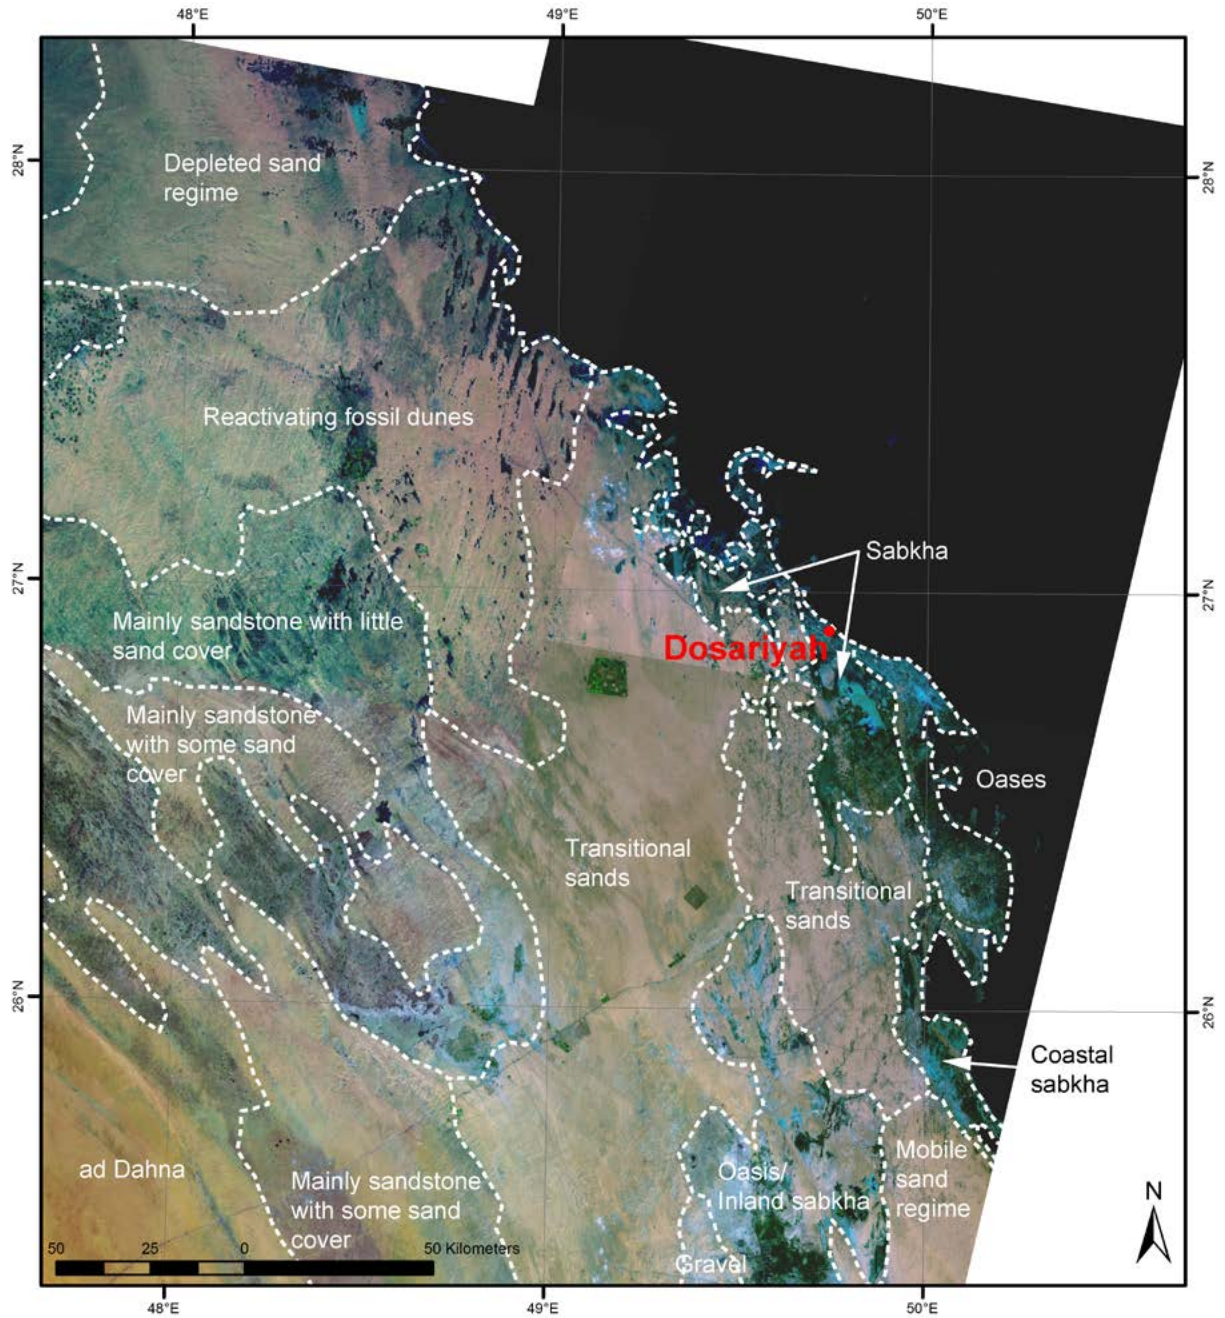 48°E
49°E
50°E
28°N
28°N
Depleted sand
regime
Reactivating fossil dunes
Sabkha
27°N
27°N
Mainly sandstone with little
sand cover
Dosariyah
Mainly sandstone
with some sand
cover
Oases
Transitional
sands
Transitional
sands
26°N
26°N
Coastal
sabkha
ad Dahna
Mainly sandstone
with some sand
cover
Oasis/
Inland sabkha
Mobile
sand
regime
N
50 25 0 50 Kilometers
Gravel
48°E
49°E
50°E